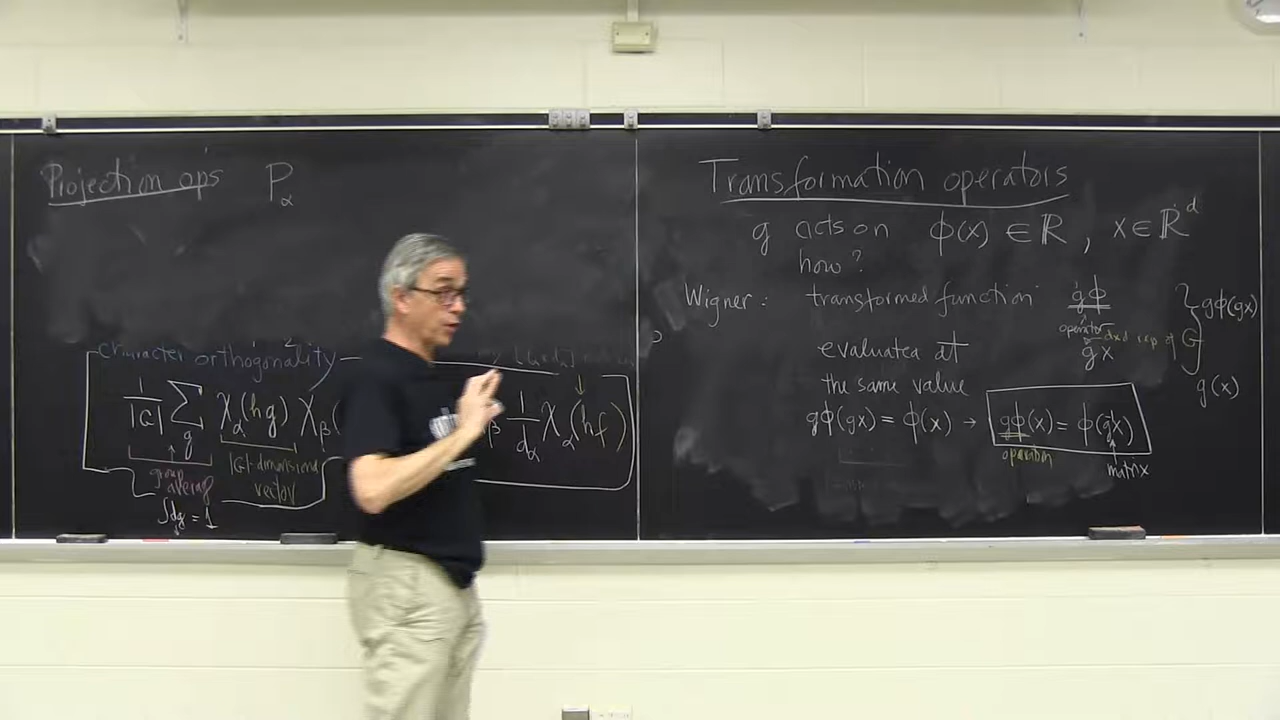 Projection ops P_α
character orthogonality
1/|G| Σ_g χ_α(hg) χ_β( β 1/d_α χ_α(hf)
group average
|G|-dimensional vector
∫dg = 1
Transformation operators
g acts on ϕ(x) ∈ ℝ, x ∈ ℝ^d
how?
Wigner: transformed function gϕ
operator
dxd rep of G
evaluated at gx
the same value
} gϕ(gx)
g(x)
gϕ(gx) = ϕ(x) → gϕ(x) = ϕ(g⁻¹x)
operation
matrix